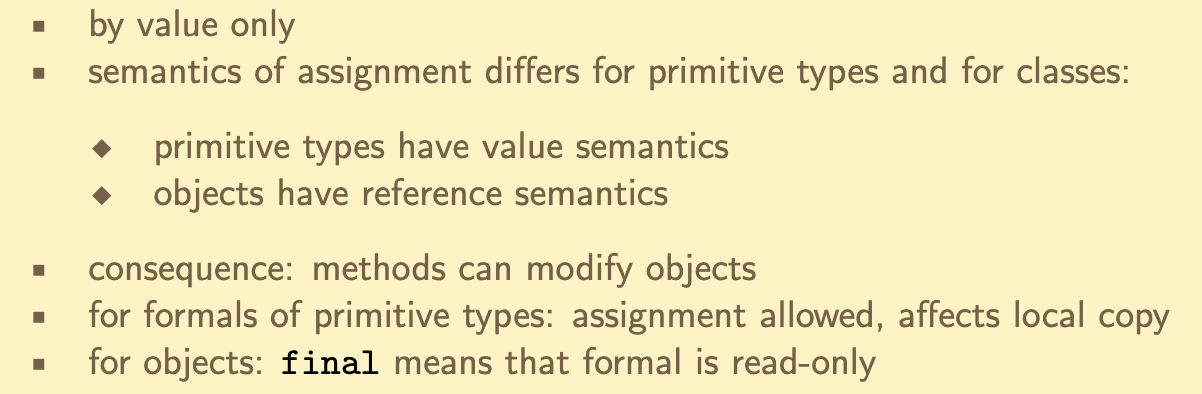 by value only
semantics of assignment differs for primitive types and for classes:
primitive types have value semantics
objects have reference semantics
consequence: methods can modify objects
for formals of primitive types: assignment allowed, affects local copy
for objects: final means that formal is read-only